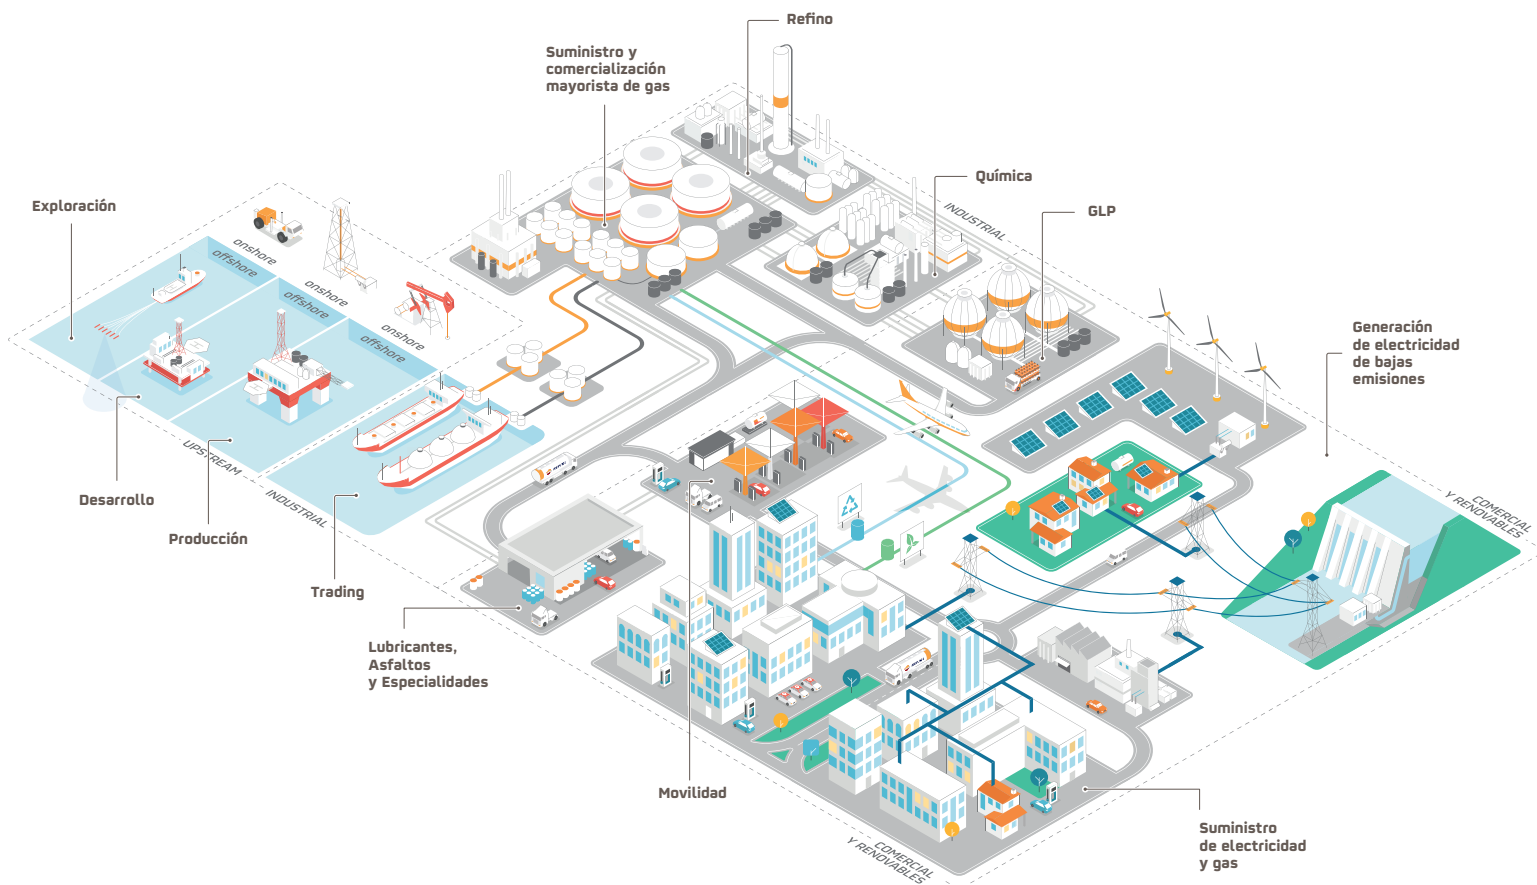 Refino
Suministro y
comercialización
mayorista de gas
Química
INDUSTRIAL
GLP
Exploración
onshore
offshore
onshore
offshore
onshore
offshore
Generación
de electricidad
de bajas
emisiones
UPSTREAM
INDUSTRIAL
COMERCIAL
Y RENOVABLES
Desarrollo
Producción
Trading
Lubricantes,
Asfaltos
y Especialidades
Movilidad
Suministro
de electricidad
y gas
COMERCIAL
Y RENOVABLES